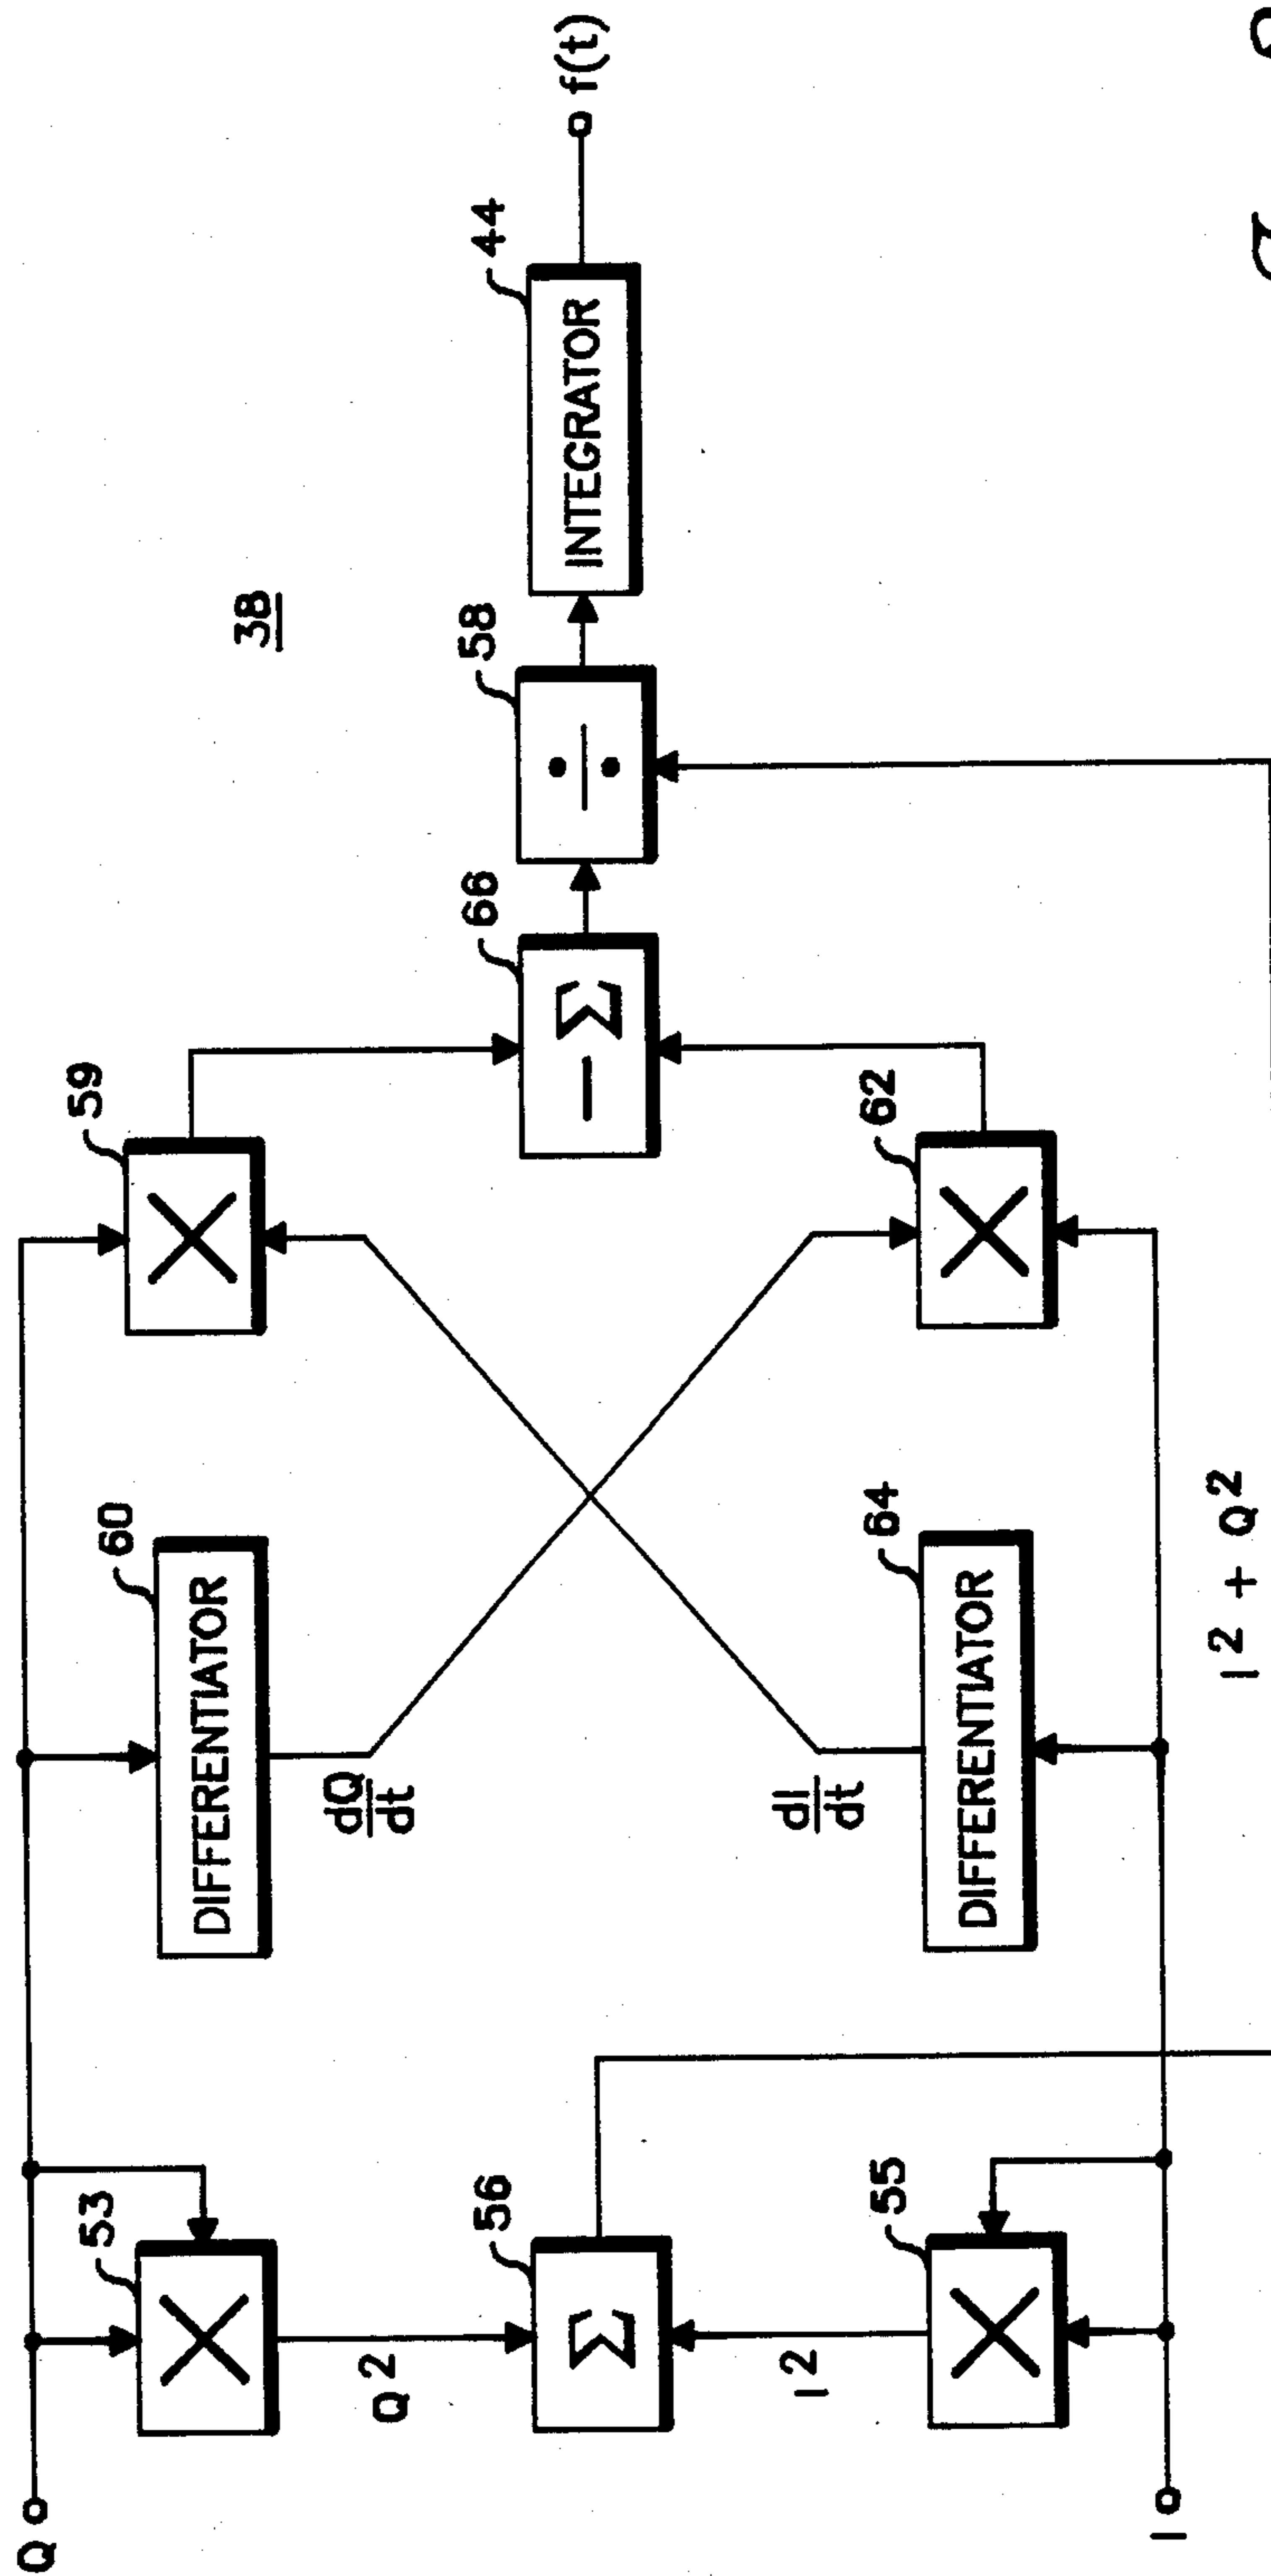 38
Q
53
Q²
56
Σ
I²
55
I
DIFFERENTIATOR
60
dQ
dt
dI
dt
DIFFERENTIATOR
64
I² + Q²
59
62
66
− Σ
58
÷
INTEGRATOR
44
f(t)